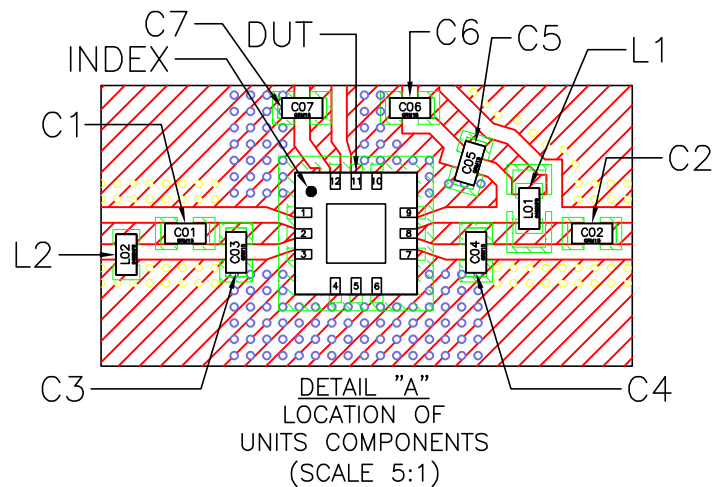 C7 DUT C6 C5 L1
INDEX
C1 C2
L2
C07 C06
C05
L01
C01 C02
L02 C03 C04
12 11 10
1 9
2 8
3 7
4 5 6
C3 C4
DETAIL "A"
LOCATION OF
UNITS COMPONENTS
(SCALE 5:1)